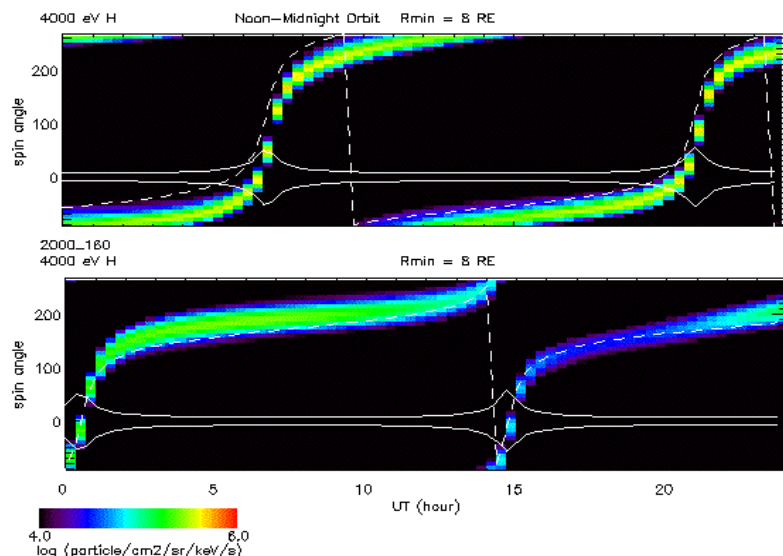 4000 eV H Noon-Midnight Orbit Rmin = 8 RE
spin angle
200
100
0
2000_160
4000 eV H Rmin = 8 RE
spin angle
200
100
0
0 5 10 15 20
UT (hour)
4.0 6.0
log (particle/cm2/sr/keV/s)